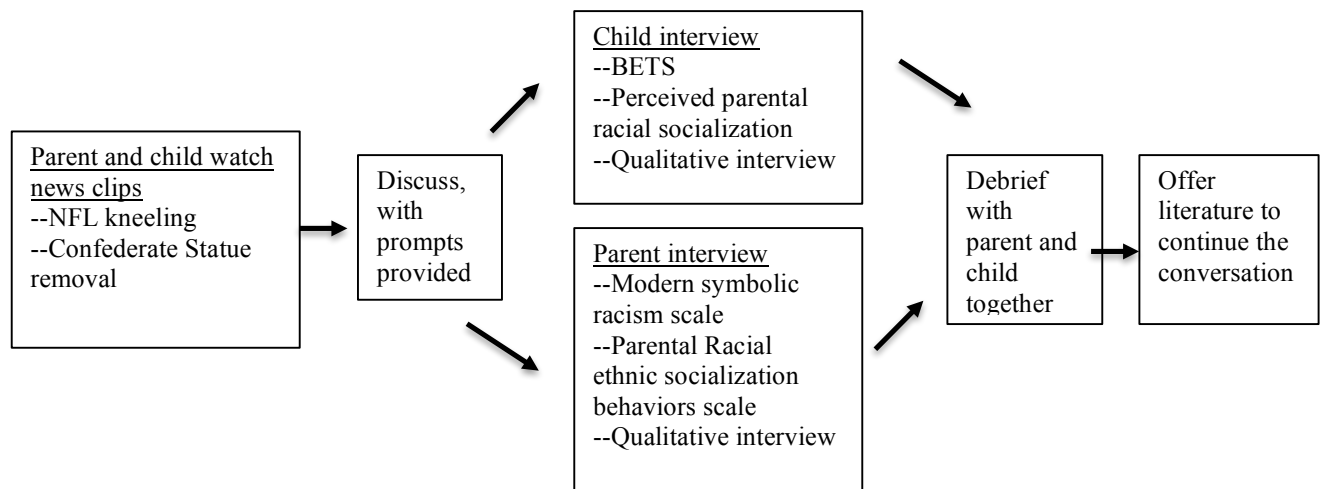 Parent and child watch
news clips
--NFL kneeling
--Confederate Statue
removal
Discuss,
with
prompts
provided
Child interview
--BETS
--Perceived parental
racial socialization
--Qualitative interview
Parent interview
--Modern symbolic
racism scale
--Parental Racial
ethnic socialization
behaviors scale
--Qualitative interview
Debrief
with
parent and
child
together
Offer
literature to
continue the
conversation